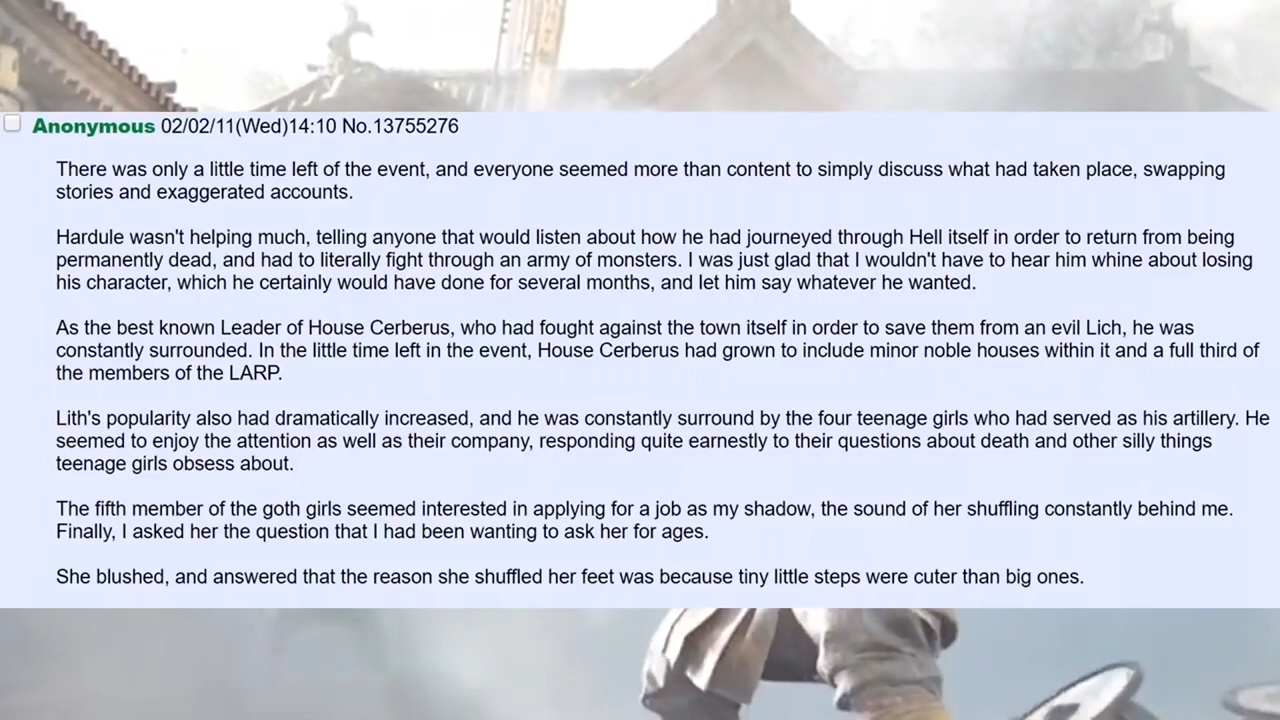 Anonymous 02/02/11(Wed)14:10 No.13755276
There was only a little time left of the event, and everyone seemed more than content to simply discuss what had taken place, swapping
stories and exaggerated accounts.
Hardule wasn't helping much, telling anyone that would listen about how he had journeyed through Hell itself in order to return from being
permanently dead, and had to literally fight through an army of monsters. I was just glad that I wouldn't have to hear him whine about losing
his character, which he certainly would have done for several months, and let him say whatever he wanted.
As the best known Leader of House Cerberus, who had fought against the town itself in order to save them from an evil Lich, he was
constantly surrounded. In the little time left in the event, House Cerberus had grown to include minor noble houses within it and a full third of
the members of the LARP.
Lith's popularity also had dramatically increased, and he was constantly surround by the four teenage girls who had served as his artillery. He
seemed to enjoy the attention as well as their company, responding quite earnestly to their questions about death and other silly things
teenage girls obsess about.
The fifth member of the goth girls seemed interested in applying for a job as my shadow, the sound of her shuffling constantly behind me.
Finally, I asked her the question that I had been wanting to ask her for ages.
She blushed, and answered that the reason she shuffled her feet was because tiny little steps were cuter than big ones.